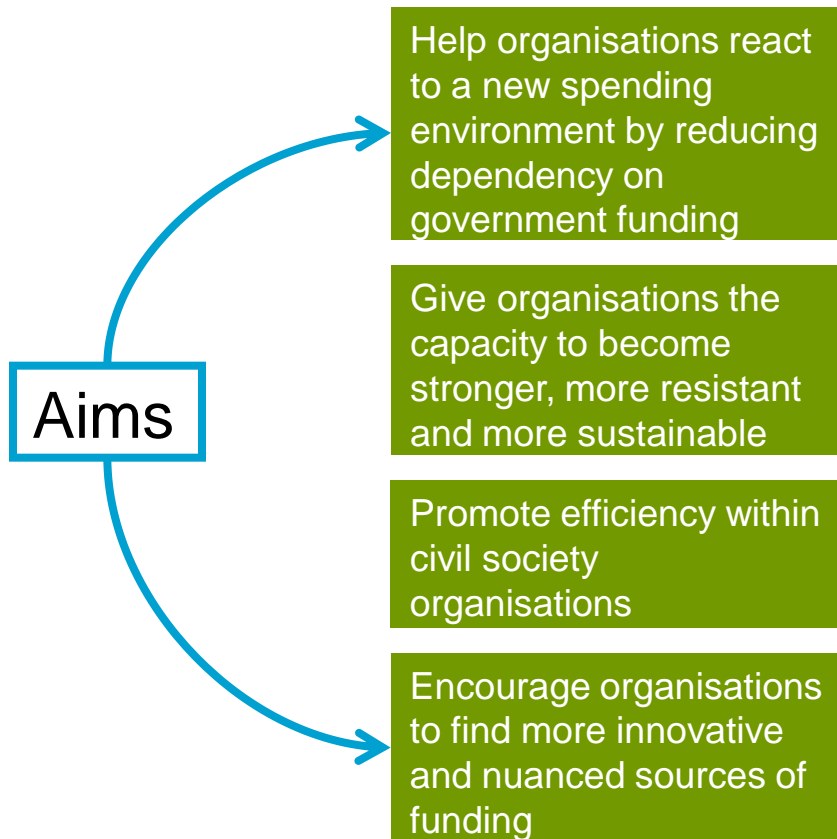 Help organisations react
to a new spending
environment by reducing
dependency on
government funding
Give organisations the
capacity to become
stronger, more resistant
and more sustainable
Aims
Promote efficiency within
civil society
organisations
Encourage organisations
to find more innovative
and nuanced sources of
funding